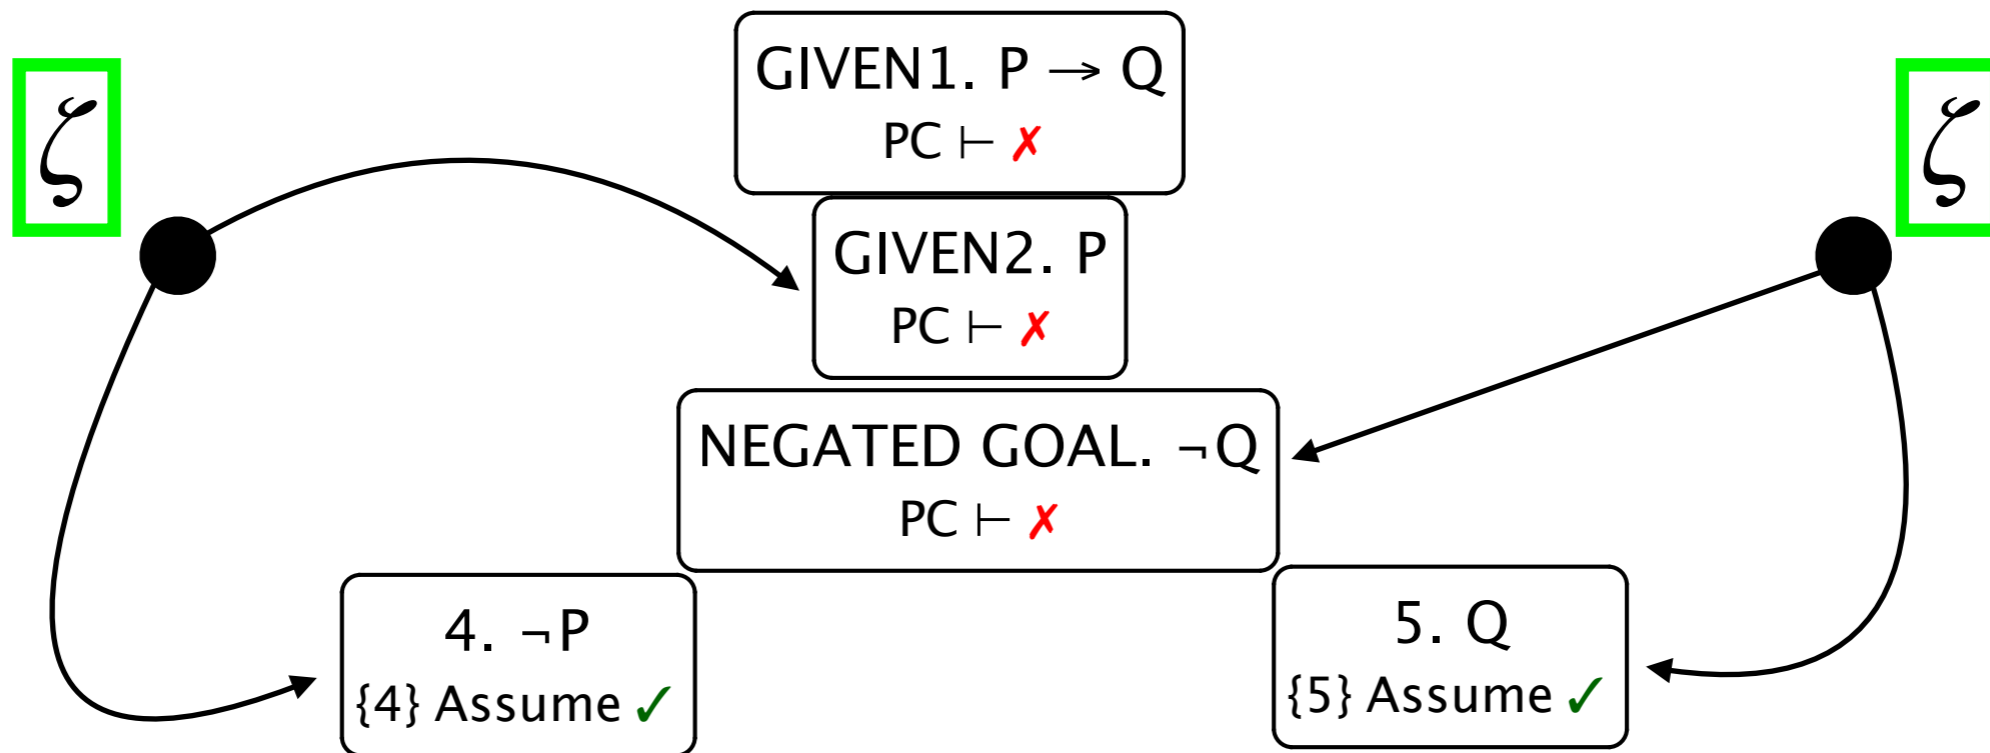 ζ
ζ
GIVEN1. P → Q
PC ⊢ ✗
GIVEN2. P
PC ⊢ ✗
NEGATED GOAL. ¬Q
PC ⊢ ✗
4. ¬P
{4} Assume ✓
5. Q
{5} Assume ✓